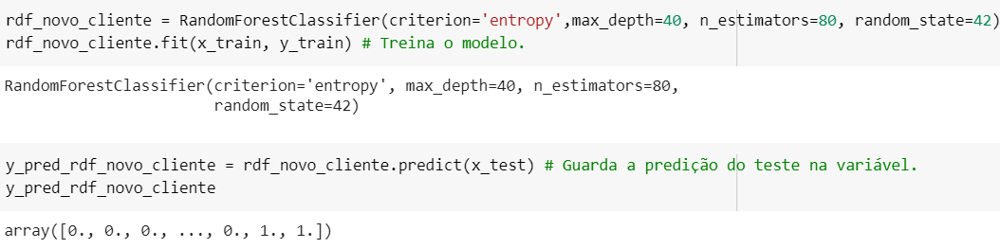 rdf_novo_cliente = RandomForestClassifier(criterion='entropy',max_depth=40, n_estimators=80, random_state=42)
rdf_novo_cliente.fit(x_train, y_train) # Treina o modelo.
RandomForestClassifier(criterion='entropy', max_depth=40, n_estimators=80,
                       random_state=42)
y_pred_rdf_novo_cliente = rdf_novo_cliente.predict(x_test) # Guarda a predição do teste na variável.
y_pred_rdf_novo_cliente
array([0., 0., 0., ..., 0., 1., 1.])